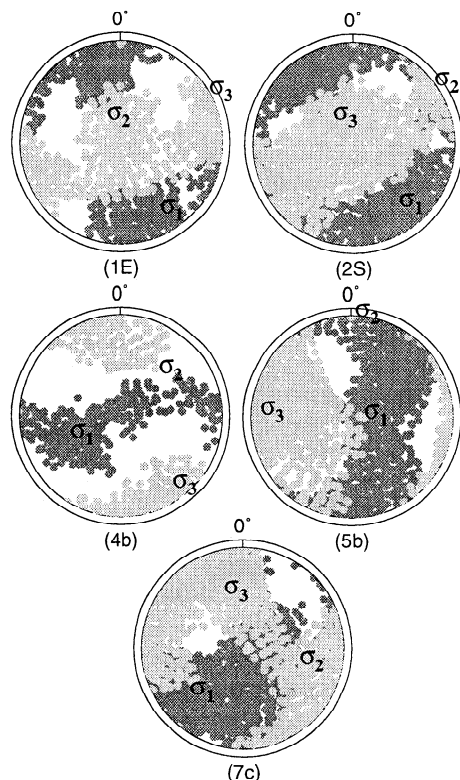 0° 0°
σ3 σ2
σ2 σ3
σ1 σ1
(1E) (2S)
0° 0°
σ2
σ2
σ1 σ3 σ1
σ3
(4b) (5b)
0°
σ3
σ2
σ1
(7c)